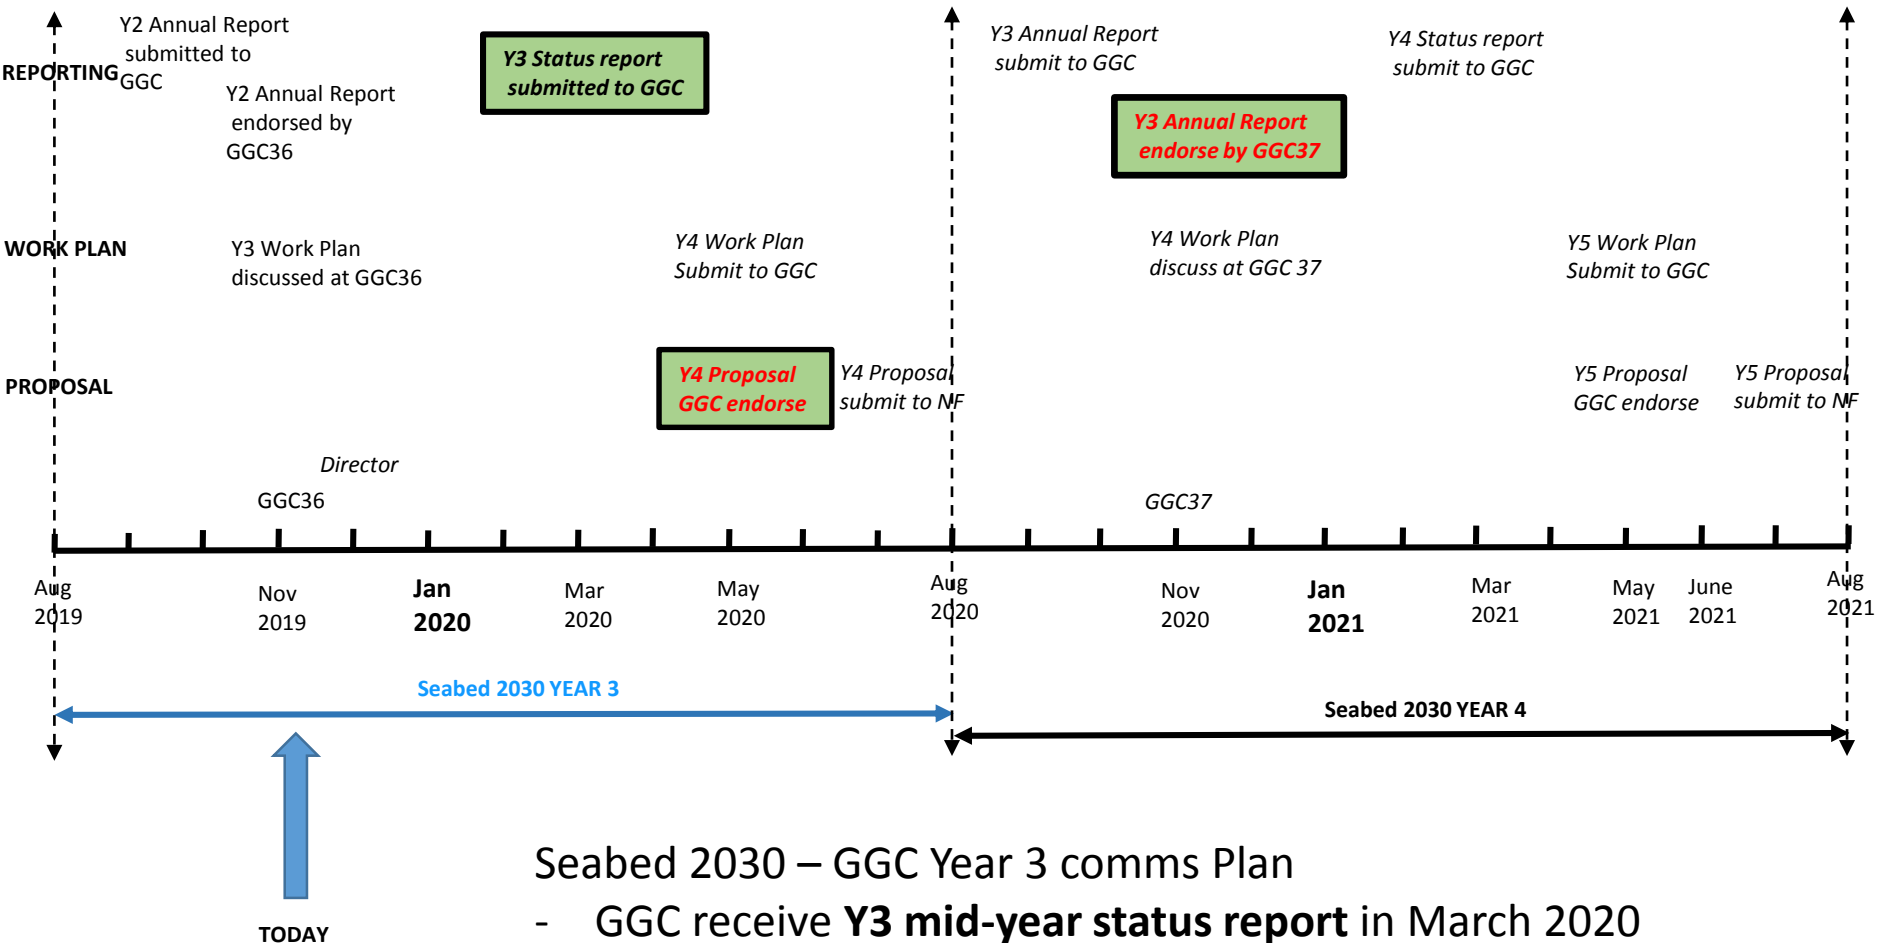 Y2 Annual Report
submitted to
GGC
REPORTING
Y2 Annual Report
endorsed by
GGC36
Y3 Status report
submitted to GGC
Y3 Annual Report
submit to GGC
Y3 Annual Report
endorse by GGC37
Y4 Status report
submit to GGC
WORK PLAN
Y3 Work Plan
discussed at GGC36
Y4 Work Plan
Submit to GGC
Y4 Work Plan
discuss at GGC 37
Y5 Work Plan
Submit to GGC
PROPOSAL
Y4 Proposal
GGC endorse
Y4 Proposal
submit to NF
Y5 Proposal
GGC endorse
Y5 Proposal
submit to NF
Director
GGC36
GGC37
Aug
2019
Nov
2019
Jan
2020
Mar
2020
May
2020
Aug
2020
Nov
2020
Jan
2021
Mar
2021
May
2021
June
2021
Aug
2021
Seabed 2030 YEAR 3
Seabed 2030 YEAR 4
TODAY
Seabed 2030 – GGC Year 3 comms Plan
- GGC receive Y3 mid-year status report in March 2020